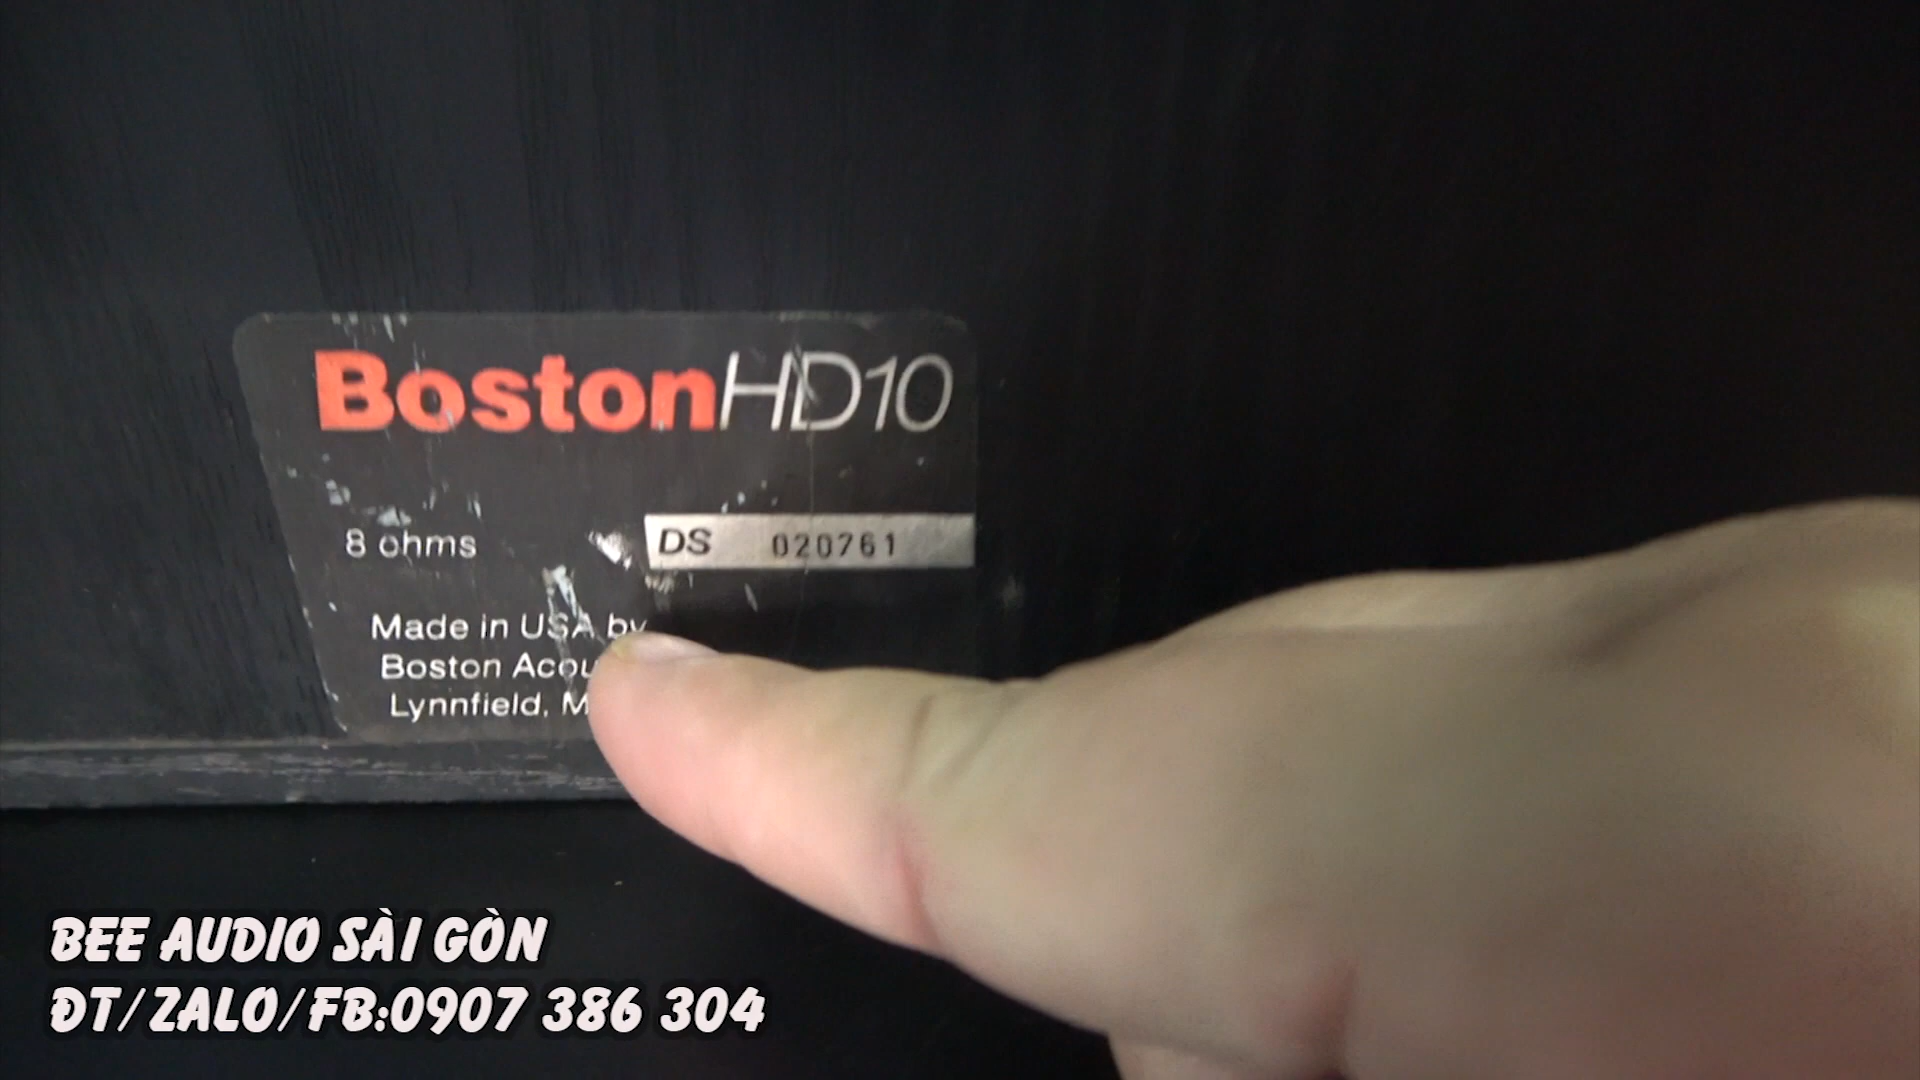 BostonHD10
8 ohms DS 020761
Made in USA by
Boston
Lynnfield,
BEE AUDIO SÀI GÒN
ĐT/ZALO/FB:0907 386 304